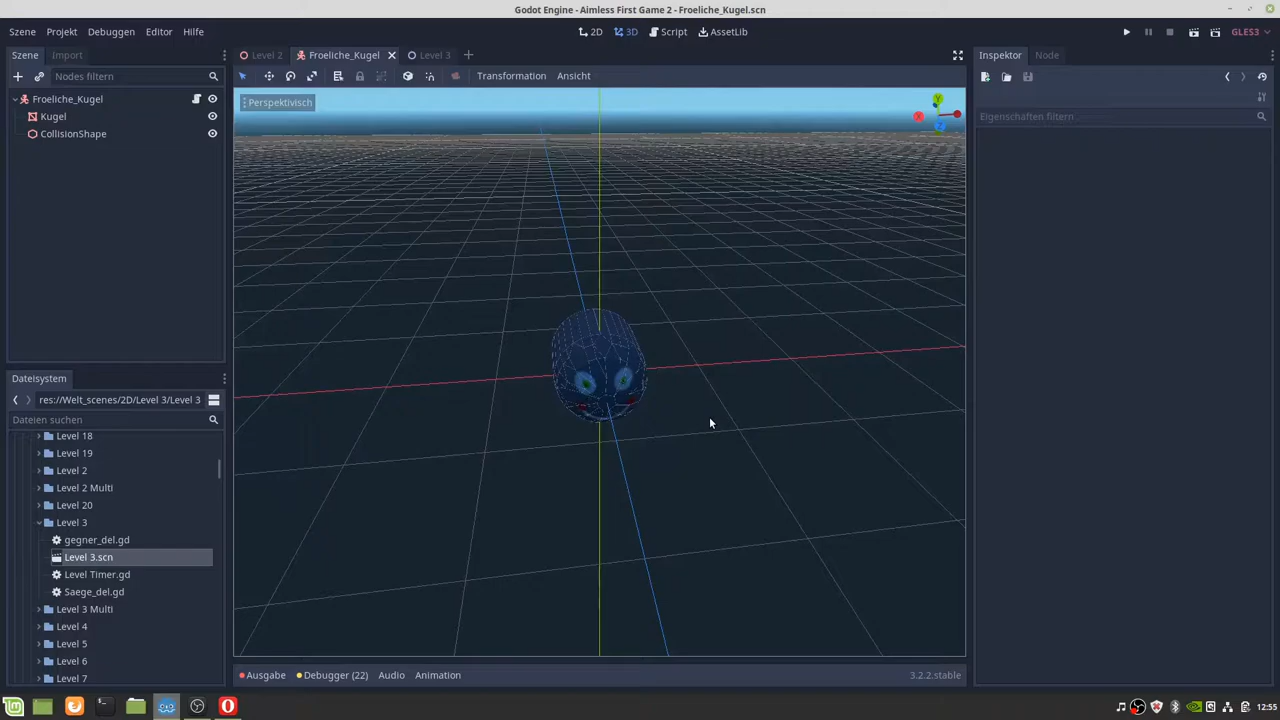 Godot Engine - Aimless First Game 2 - Froeliche_Kugel.scn
Szene Projekt Debuggen Editor Hilfe
2D 3D Script AssetLib
GLES3
Szene Import
Level 2 Froeliche_Kugel Level 3
Inspektor Node
Nodes filtern
Transformation Ansicht
Perspektivisch
Y
X
Z
Eigenschaften filtern
Froeliche_Kugel
Kugel
CollisionShape
Dateisystem
res://Welt_scenes/2D/Level 3/Level 3
Dateien suchen
Level 18
Level 19
Level 2
Level 2 Multi
Level 20
Level 3
gegner_del.gd
Level 3.scn
Level Timer.gd
Saege_del.gd
Level 3 Multi
Level 4
Level 5
Level 6
Level 7
Ausgabe Debugger (22) Audio Animation
3.2.2.stable
12:55